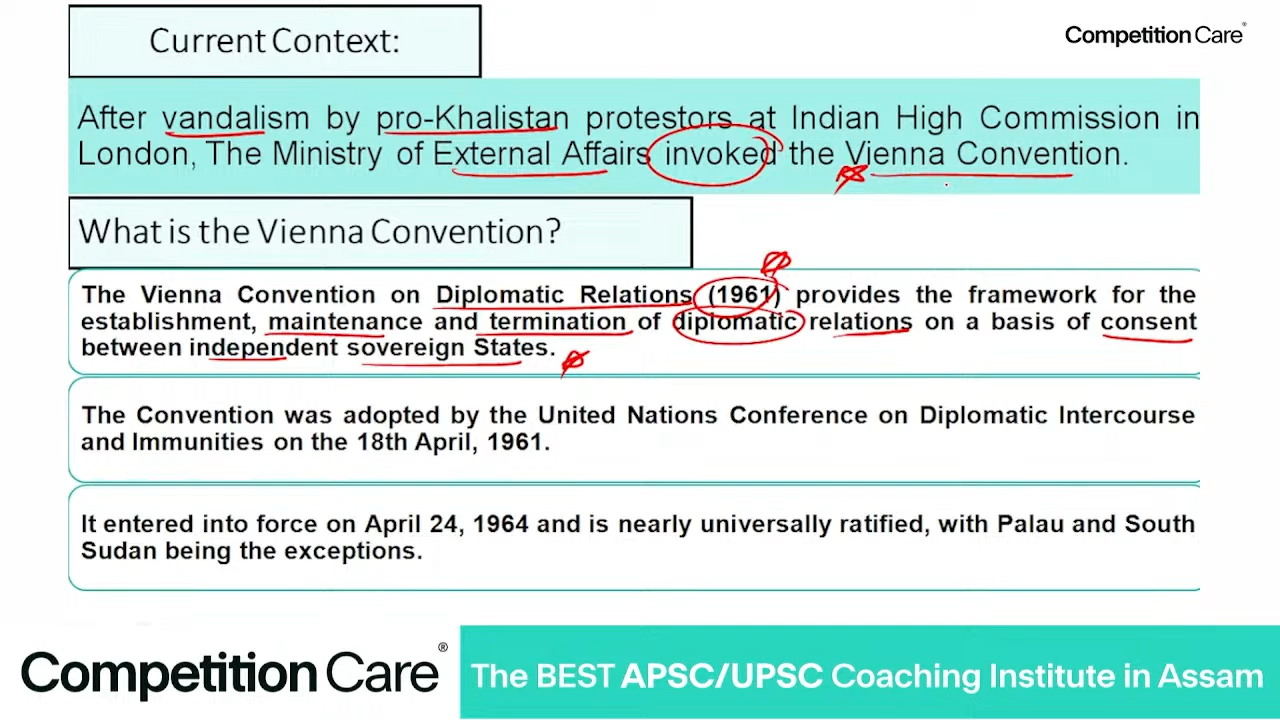 Current Context:
Competition Care®
After vandalism by pro-Khalistan protestors at Indian High Commission in
London, The Ministry of External Affairs invoked the Vienna Convention.
What is the Vienna Convention?
The Vienna Convention on Diplomatic Relations (1961) provides the framework for the
establishment, maintenance and termination of diplomatic relations on a basis of consent
between independent sovereign States.
The Convention was adopted by the United Nations Conference on Diplomatic Intercourse
and Immunities on the 18th April, 1961.
It entered into force on April 24, 1964 and is nearly universally ratified, with Palau and South
Sudan being the exceptions.
Competition Care®
The BEST APSC/UPSC Coaching Institute in Assam